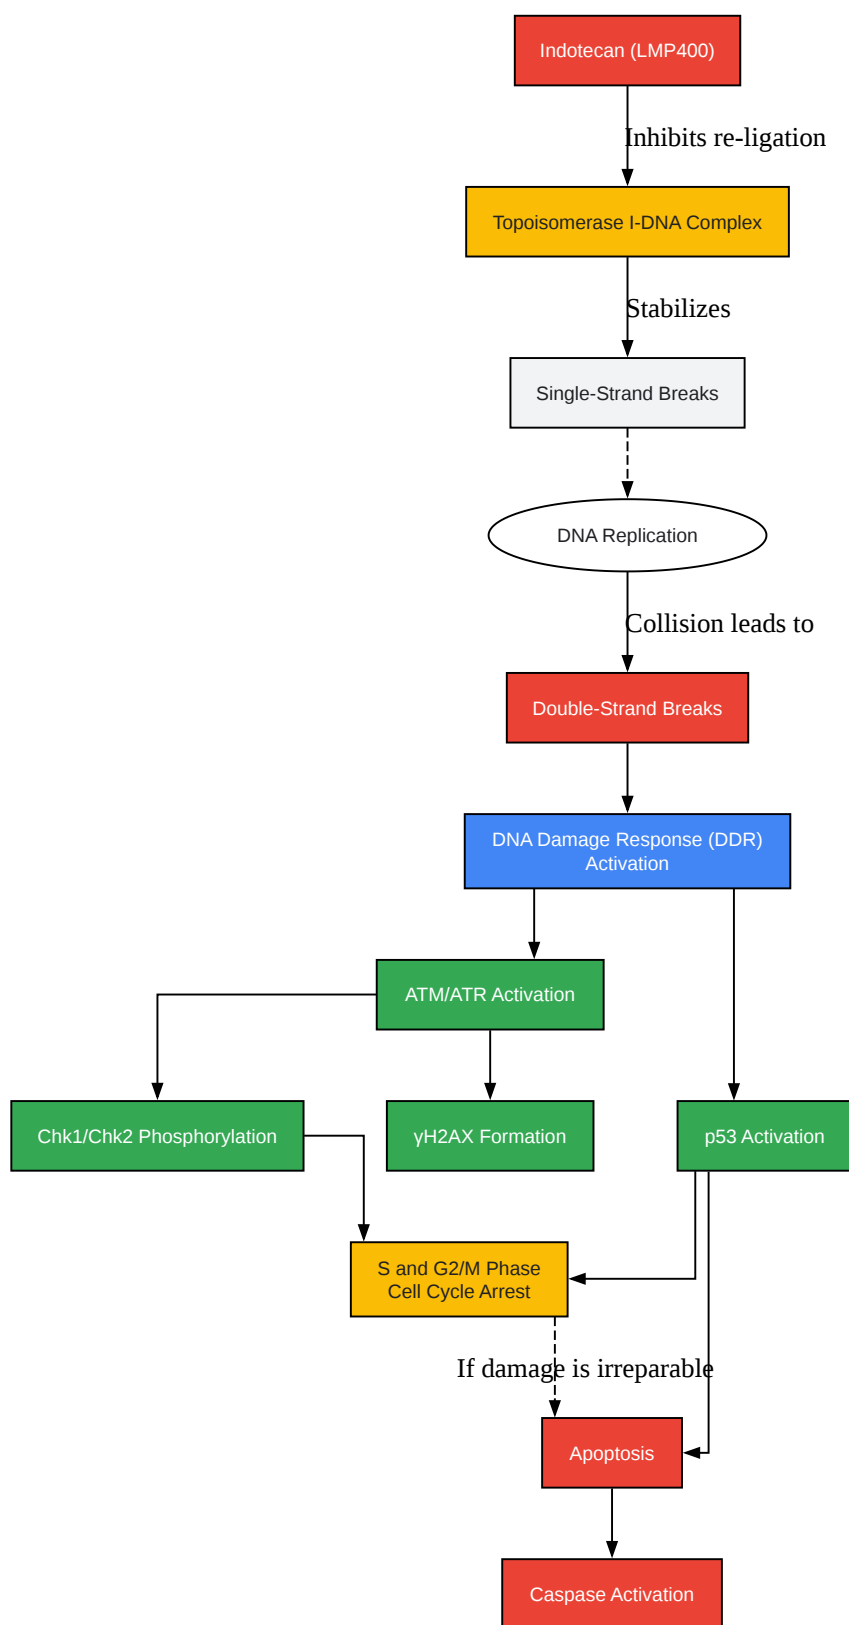 Indotecan (LMP400)
Inhibits re-ligation
Topoisomerase I-DNA Complex
Stabilizes
Single-Strand Breaks
DNA Replication
Collision leads to
Double-Strand Breaks
DNA Damage Response (DDR)
Activation
ATM/ATR Activation
Chk1/Chk2 Phosphorylation
γH2AX Formation
p53 Activation
S and G2/M Phase
Cell Cycle Arrest
If damage is irreparable
Apoptosis
Caspase Activation